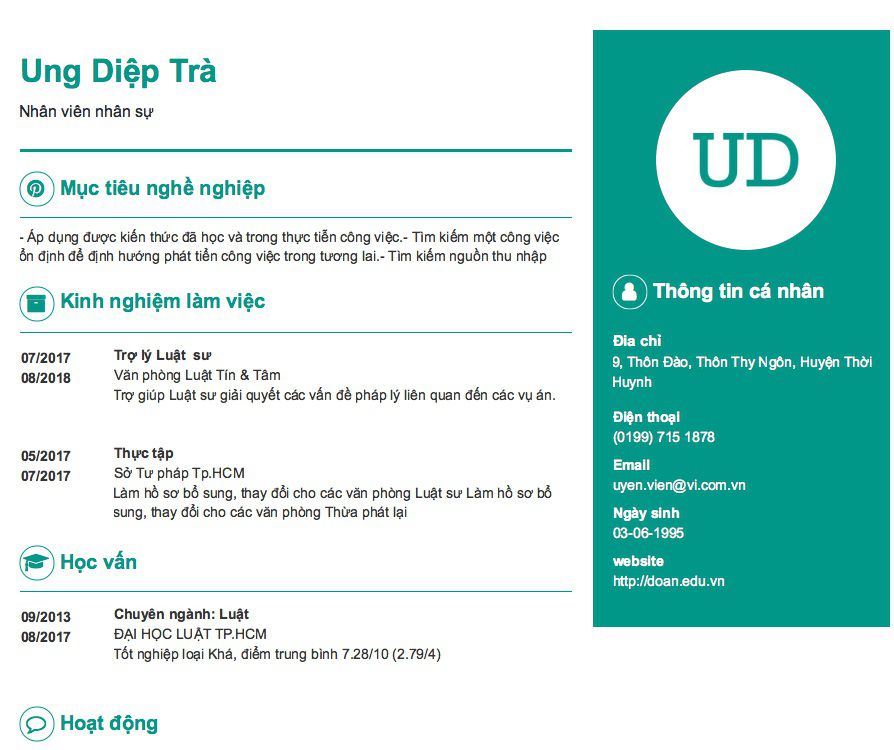 Ung Diệp Trà
Nhân viên nhân sự
Mục tiêu nghề nghiệp
- Áp dụng được kiến thức đã học và trong thực tiễn công việc.- Tìm kiếm một công việc
ổn định để định hướng phát tiển công việc trong tương lai.- Tìm kiếm nguồn thu nhập
Kinh nghiệm làm việc
07/2017
08/2018
Trợ lý Luật sư
Văn phòng Luật Tín & Tâm
Trợ giúp Luật sư giải quyết các vấn đề pháp lý liên quan đến các vụ án.
05/2017
07/2017
Thực tập
Sở Tư pháp Tp.HCM
Làm hồ sơ bổ sung, thay đổi cho các văn phòng Luật sư Làm hồ sơ bổ
sung, thay đổi cho các văn phòng Thừa phát lại
Học vấn
09/2013
08/2017
Chuyên ngành: Luật
ĐẠI HỌC LUẬT TP.HCM
Tốt nghiệp loại Khá, điểm trung bình 7.28/10 (2.79/4)
Hoạt động
UD
Thông tin cá nhân
Địa chỉ
9, Thôn Đào, Thôn Thy Ngôn, Huyện Thời
Huynh
Điện thoại
(0199) 715 1878
Email
uyen.vien@vi.com.vn
Ngày sinh
03-06-1995
website
http://doan.edu.vn